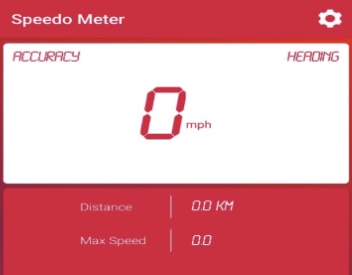 Speedo Meter
ACCURACY HEADING
0 mph
Distance 0.0 KM
Max Speed 0.0